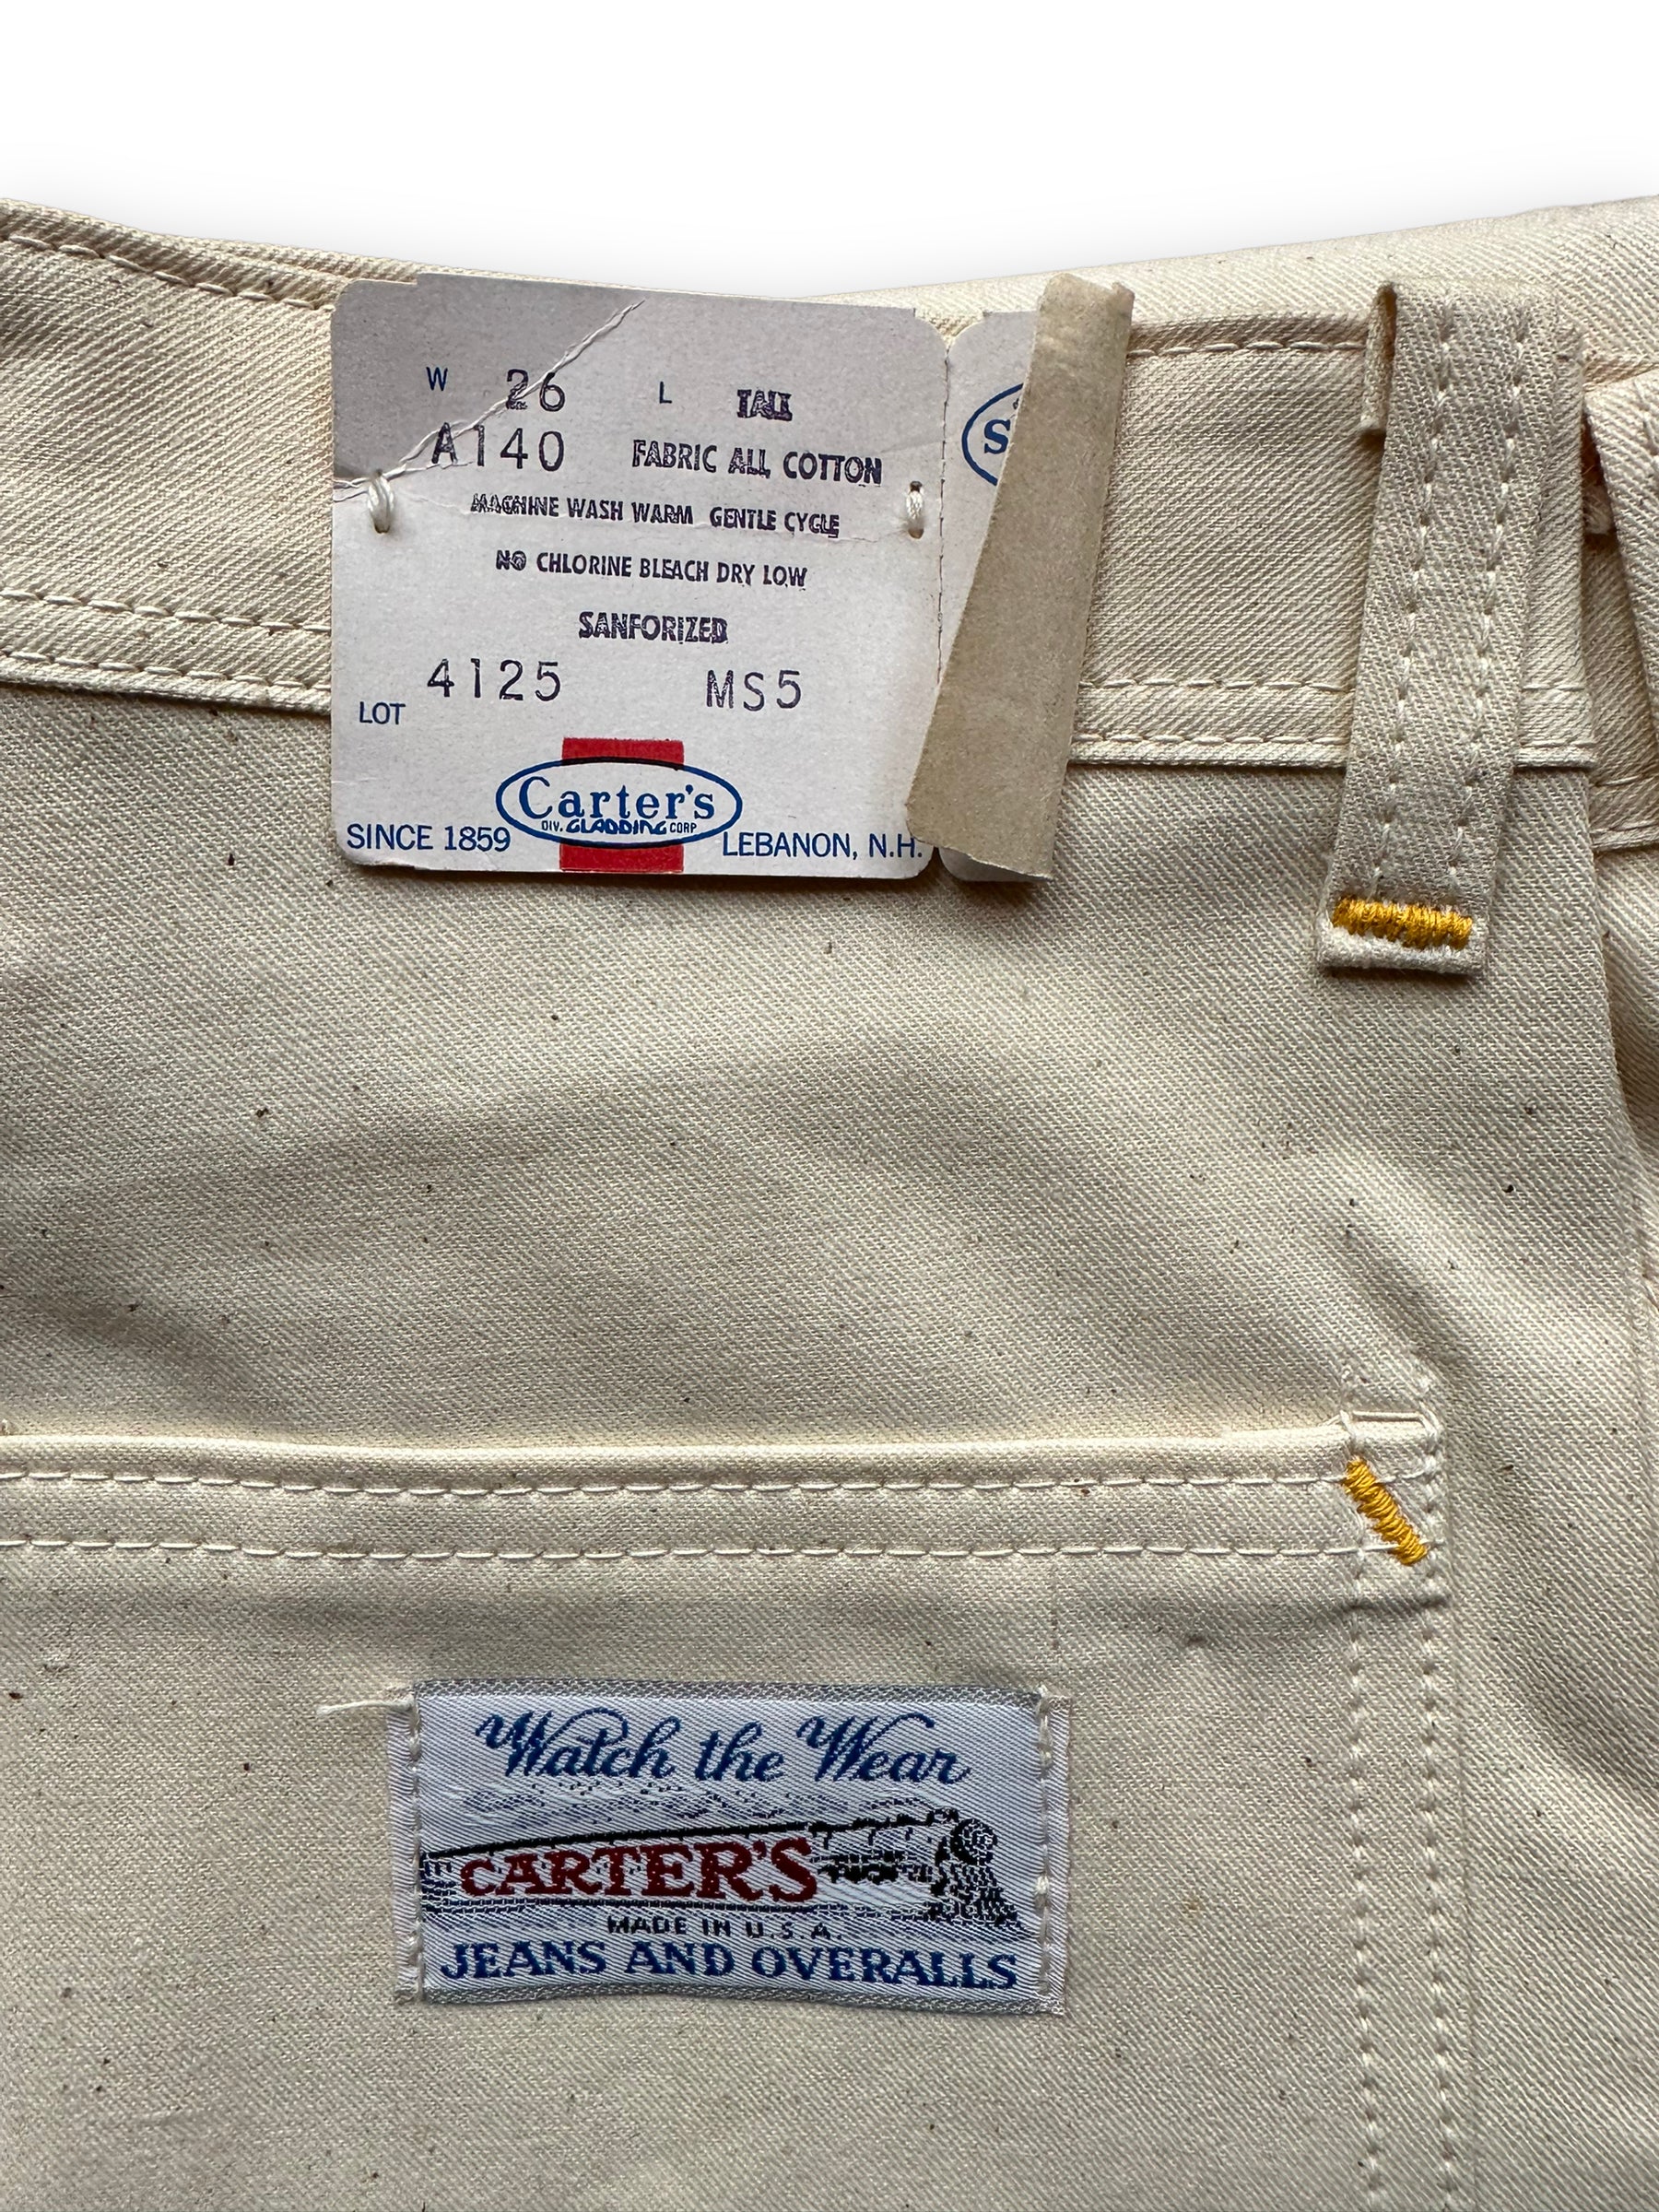 W 26 L TALL
A140 FABRIC ALL COTTON
MACHINE WASH WARM GENTLE CYCLE
NO CHLORINE BLEACH DRY LOW
SANFORIZED
LOT 4125 MS5
Carter's
DIV. GLADDING CORP
SINCE 1859 LEBANON, N.H.
S
Watch the Wear
CARTER'S
MADE IN U.S.A.
JEANS AND OVERALLS